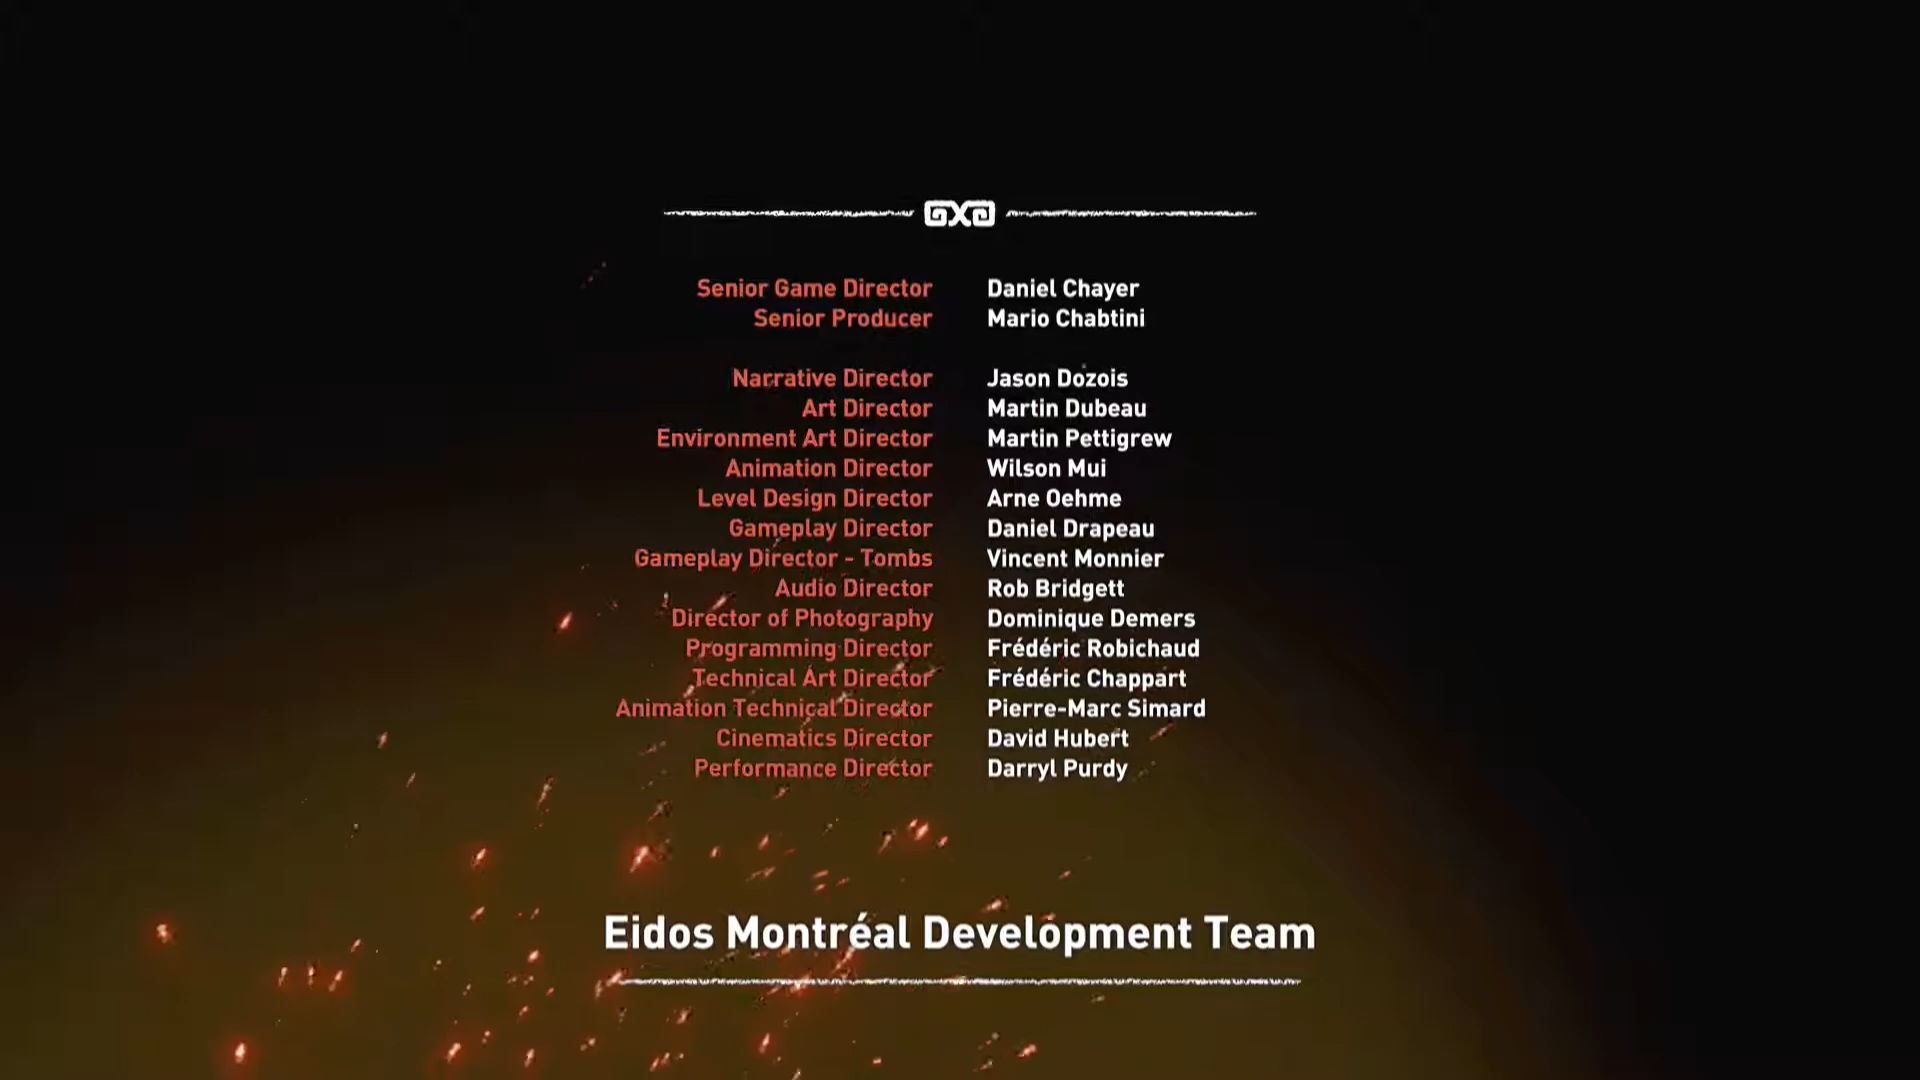 Senior Game Director Daniel Chayer
Senior Producer Mario Chabtini
Narrative Director Jason Dozois
Art Director Martin Dubeau
Environment Art Director Martin Pettigrew
Animation Director Wilson Mui
Level Design Director Arne Oehme
Gameplay Director Daniel Drapeau
Gameplay Director - Tombs Vincent Monnier
Audio Director Rob Bridgett
Director of Photography Dominique Demers
Programming Director Frédéric Robichaud
Technical Art Director Frédéric Chappart
Animation Technical Director Pierre-Marc Simard
Cinematics Director David Hubert
Performance Director Darryl Purdy
Eidos Montréal Development Team